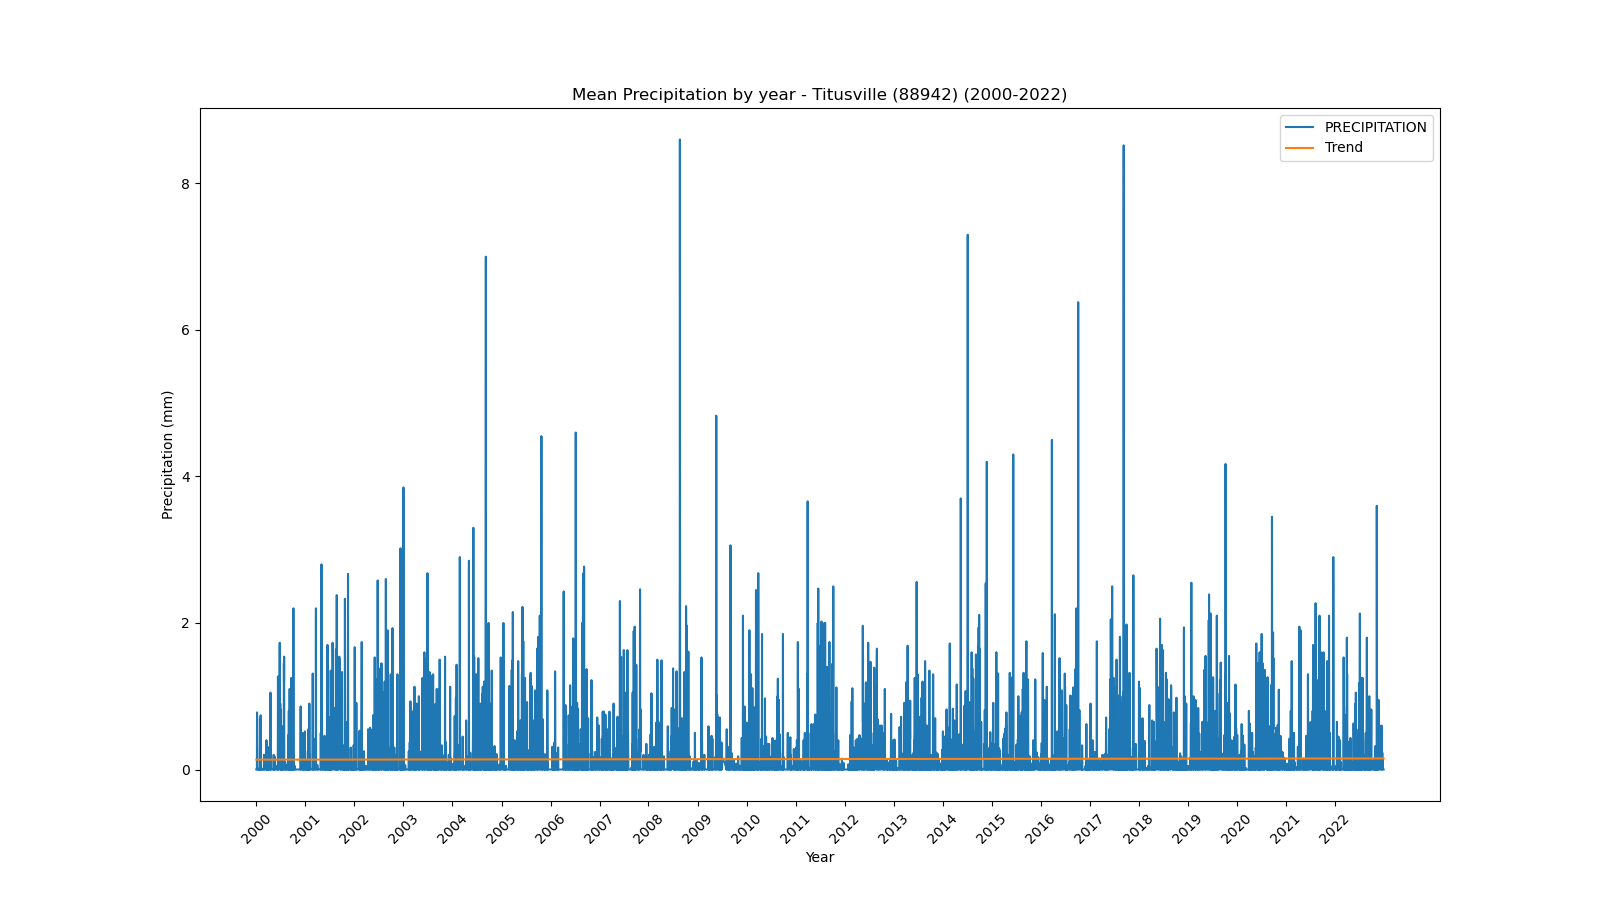 Mean Precipitation by year - Titusville (88942) (2000-2022)
PRECIPITATION
Trend
8
6
4
2
0
Precipitation (mm)
2000 2001 2002 2003 2004 2005 2006 2007 2008 2009 2010 2011 2012 2013 2014 2015 2016 2017 2018 2019 2020 2021 2022
Year